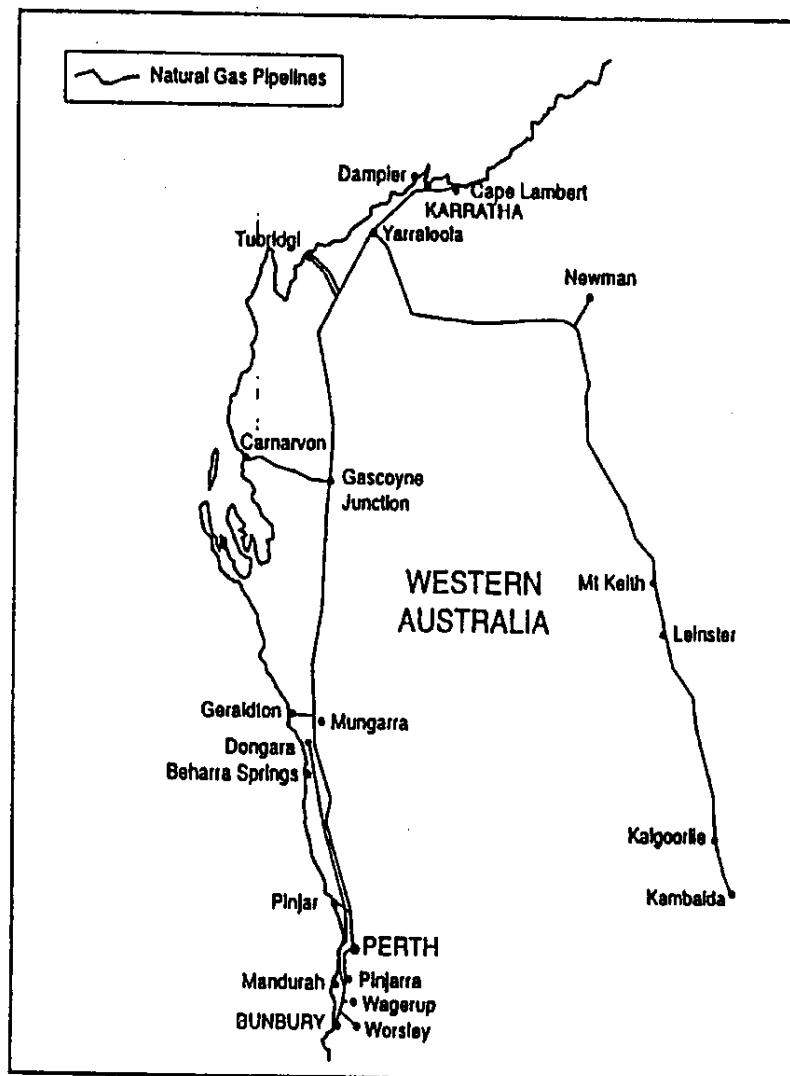 Natural Gas Pipelines
Dampier
Cape Lambert
KARRATHA
Tubridgi
Yarraloola
Newman
Carnarvon
Gascoyne
Junction
WESTERN
AUSTRALIA
Mt Keith
Leinster
Geraldton
Mungarra
Dongara
Beharra Springs
Kalgoorlie
Kambalda
Pinjar
PERTH
Mandurah
Pinjarra
Wagerup
BUNBURY
Worsley